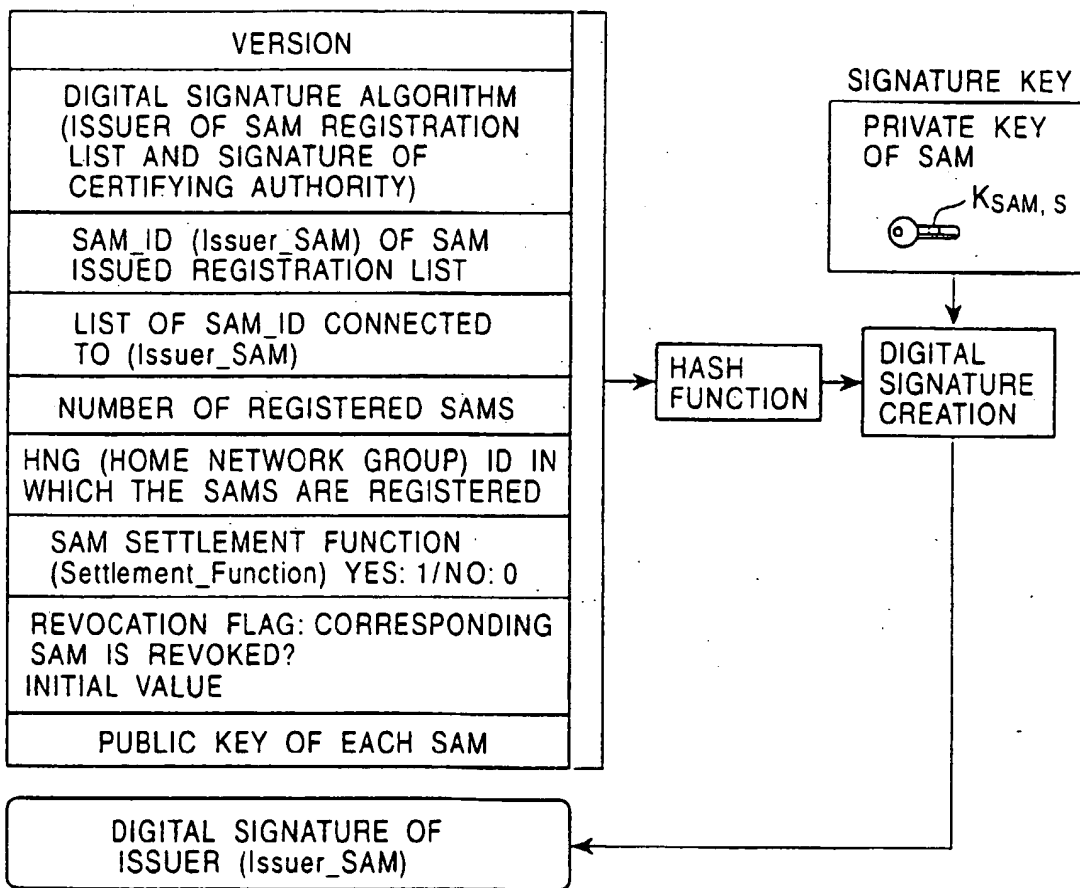 VERSION
DIGITAL SIGNATURE ALGORITHM
(ISSUER OF SAM REGISTRATION
LIST AND SIGNATURE OF
CERTIFYING AUTHORITY)
SAM_ID (Issuer_SAM) OF SAM
ISSUED REGISTRATION LIST
LIST OF SAM_ID CONNECTED
TO (Issuer_SAM)
NUMBER OF REGISTERED SAMS
HNG (HOME NETWORK GROUP) ID IN
WHICH THE SAMS ARE REGISTERED
SAM SETTLEMENT FUNCTION
(Settlement_Function) YES: 1/NO: 0
REVOCATION FLAG: CORRESPONDING
SAM IS REVOKED?
INITIAL VALUE
PUBLIC KEY OF EACH SAM
HASH
FUNCTION
SIGNATURE KEY
PRIVATE KEY
OF SAM
KSAM, S
DIGITAL
SIGNATURE
CREATION
DIGITAL SIGNATURE OF
ISSUER (Issuer_SAM)